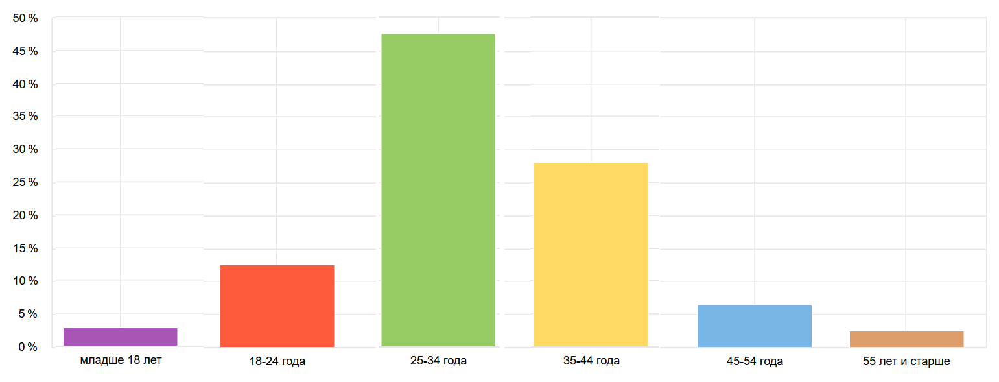 50 %
45 %
40 %
35 %
30 %
25 %
20 %
15 %
10 %
5 %
0 %
младше 18 лет
18-24 года
25-34 года
35-44 года
45-54 года
55 лет и старше